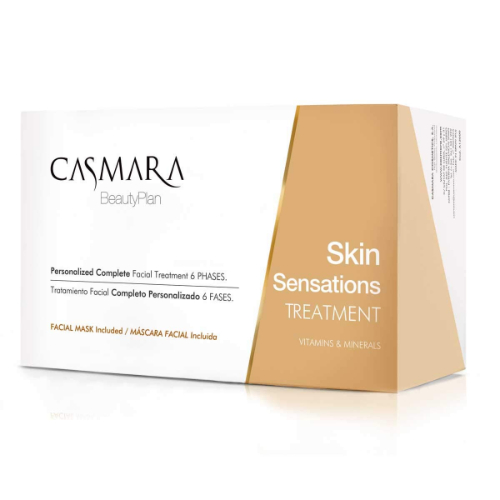 CASMARA
BeautyPlan
Personalized Complete Facial Treatment 6 PHASES.
Tratamiento Facial Completo Personalizado 6 FASES.
FACIAL MASK Included / MÁSCARA FACIAL Incluida
Skin
Sensations
TREATMENT
VITAMINS & MINERALS